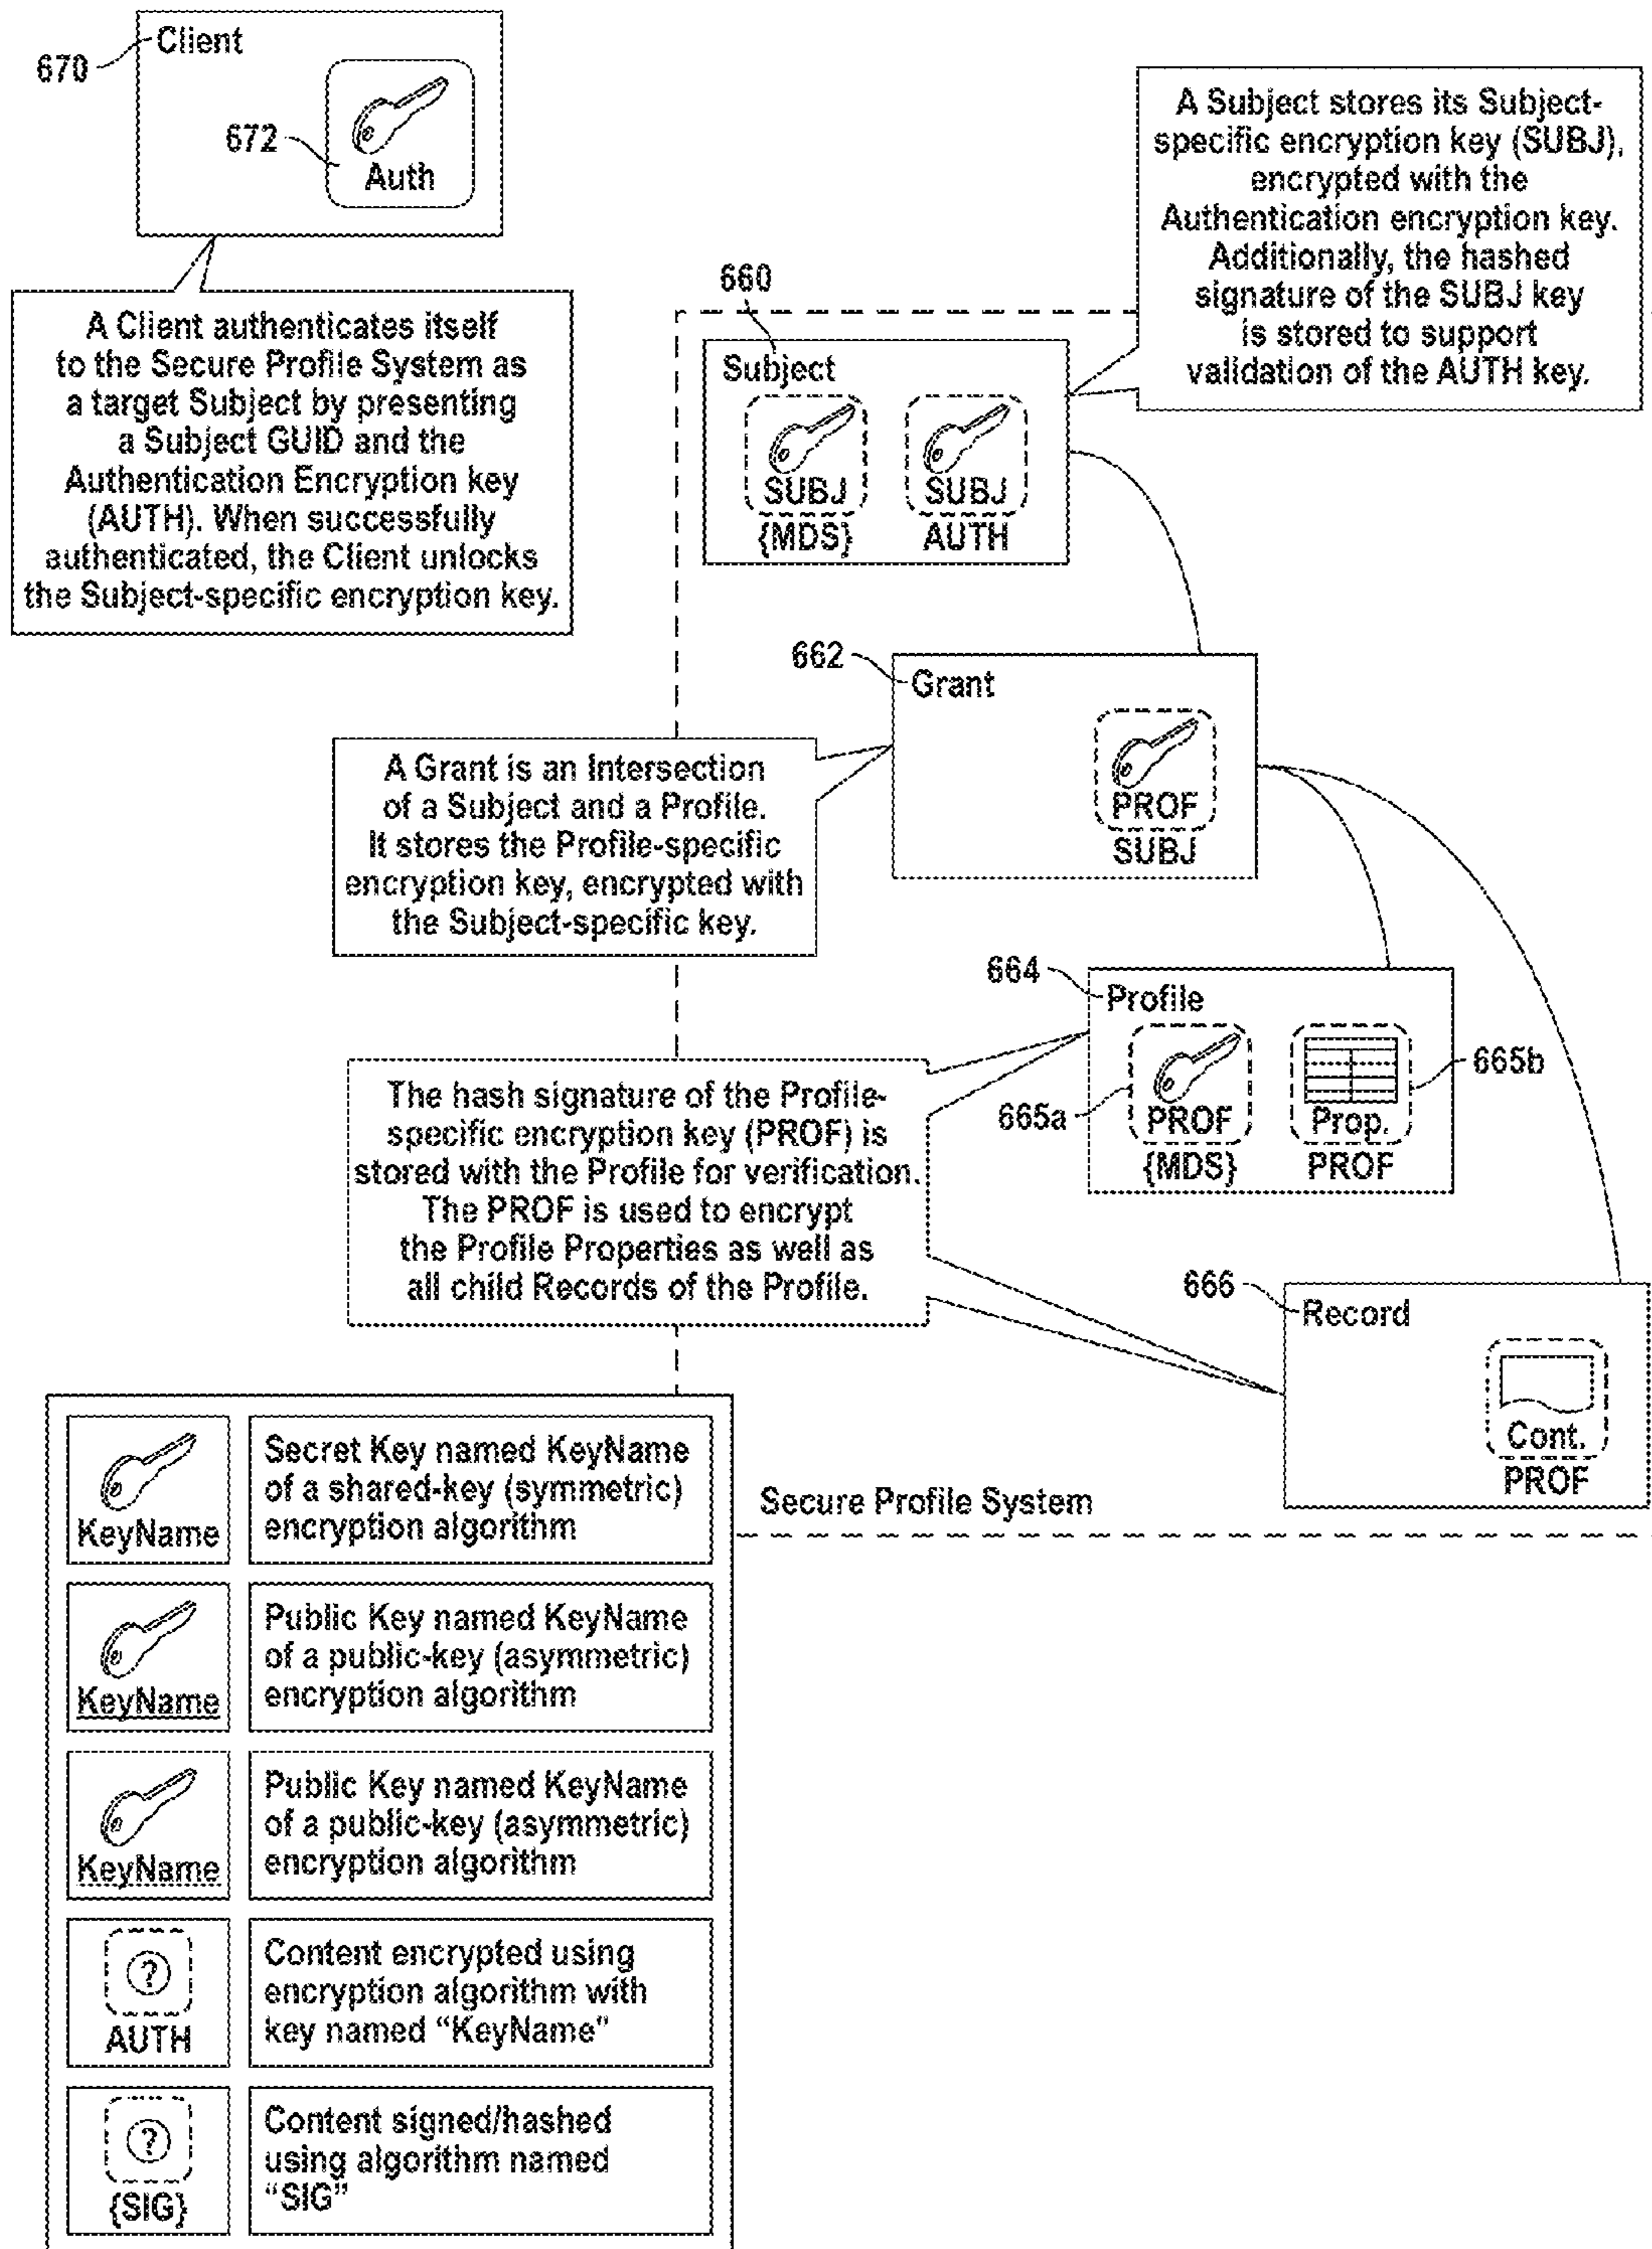 Client
670
672
Auth
A Client authenticates itself
to the Secure Profile System as
a target Subject by presenting
a Subject GUID and the
Authentication Encryption key
(AUTH). When successfully
authenticated, the Client unlocks
the Subject-specific encryption key.
A Subject stores its Subject-
specific encryption key (SUBJ),
encrypted with the
Authentication encryption key.
Additionally, the hashed
signature of the SUBJ key
is stored to support
validation of the AUTH key.
660
Subject
SUBJ
{MDS}
SUBJ
AUTH
662
Grant
PROF
SUBJ
A Grant is an Intersection
of a Subject and a Profile.
It stores the Profile-specific
encryption key, encrypted with
the Subject-specific key.
664
Profile
665a
PROF
{MDS}
Prop.
PROF
665b
The hash signature of the Profile-
specific encryption key (PROF) is
stored with the Profile for verification.
The PROF is used to encrypt
the Profile Properties as well as
all child Records of the Profile.
666
Record
Cont.
PROF
Secure Profile System
KeyName
Secret Key named KeyName
of a shared-key (symmetric)
encryption algorithm
KeyName
Public Key named KeyName
of a public-key (asymmetric)
encryption algorithm
KeyName
Public Key named KeyName
of a public-key (asymmetric)
encryption algorithm
?
AUTH
Content encrypted using
encryption algorithm with
key named “KeyName”
?
{SIG}
Content signed/hashed
using algorithm named
“SIG”